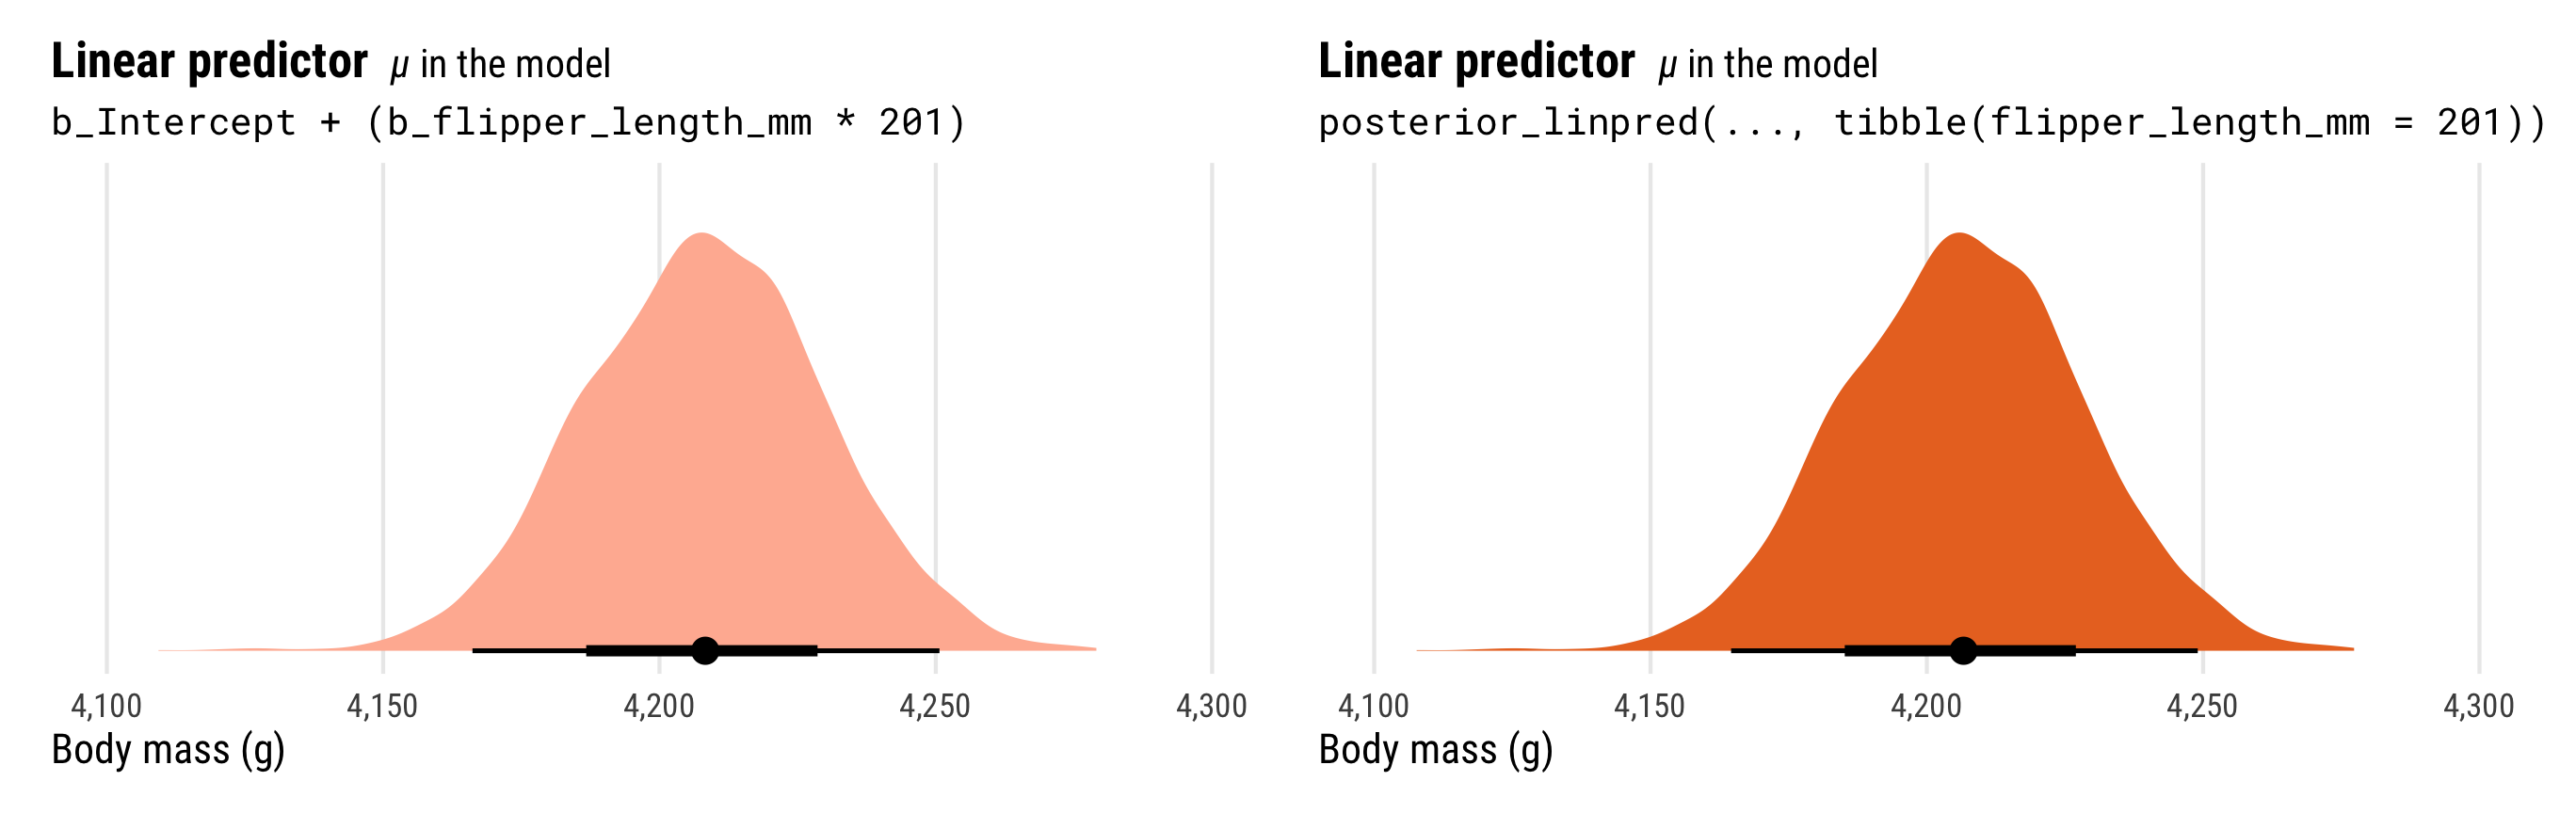 Linear predictor μ in the model
b_Intercept + (b_flipper_length_mm * 201)
4,100 4,150 4,200 4,250 4,300
Body mass (g)
Linear predictor μ in the model
posterior_linpred(..., tibble(flipper_length_mm = 201))
4,100 4,150 4,200 4,250 4,300
Body mass (g)